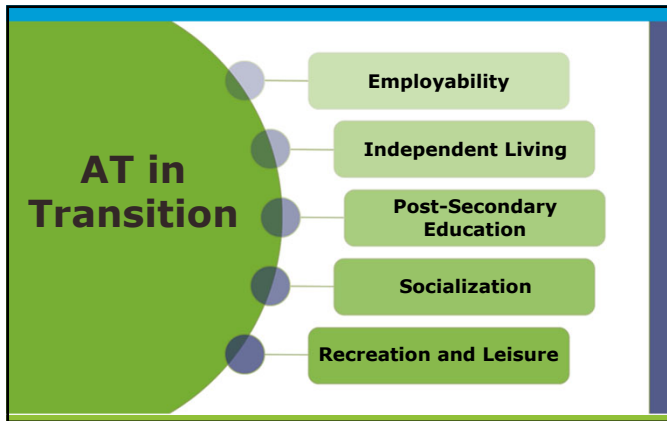 AT in
Transition
Employability
Independent Living
Post-Secondary
Education
Socialization
Recreation and Leisure